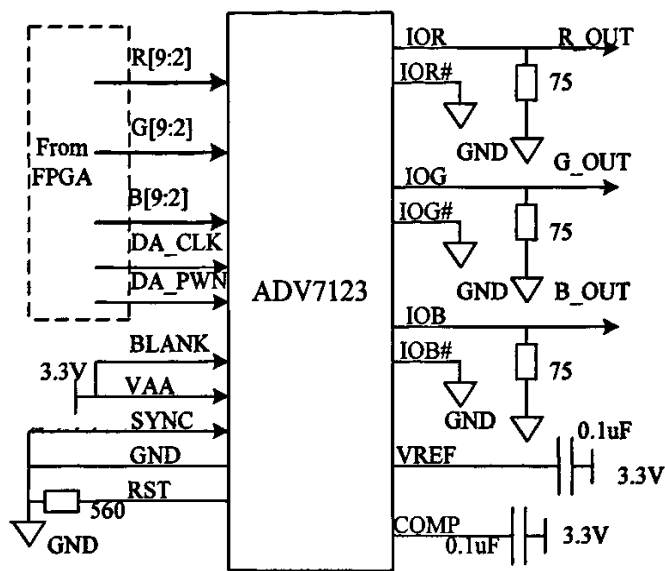 IOR
R_OUT
R[9:2]
IOR#
75
GND
From
FPGA
G[9:2]
IOG
G_OUT
B[9:2]
IOG#
75
DA_CLK
DA_PWN
ADV7123
GND
B_OUT
IOB
BLANK
IOB#
75
3.3V
VAA
GND
SYNC
0.1uF
GND
VREF
3.3V
RST
560
GND
COMP
0.1uF
3.3V